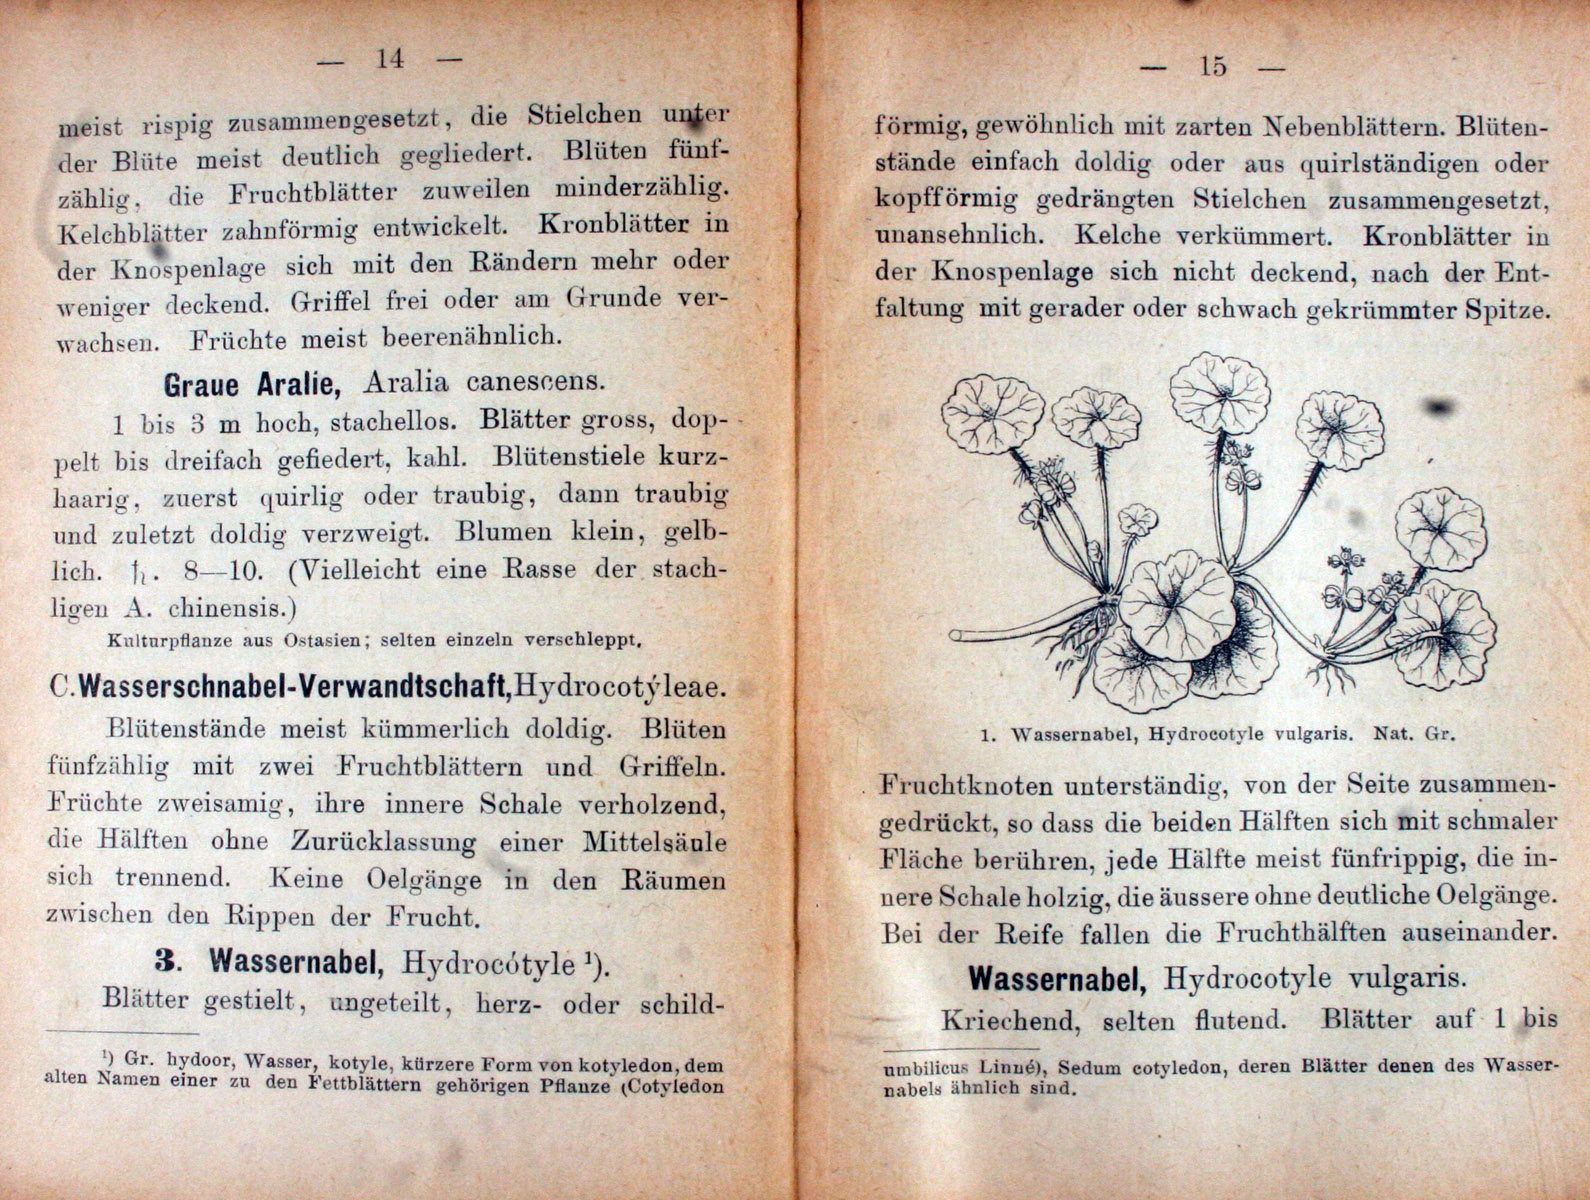 — 14 —
meist rispig zusammengesetzt, die Stielchen unter
der Blüte meist deutlich gegliedert. Blüten fünf-
zählig, die Fruchtblätter zuweilen minderzählig.
Kelchblätter zahnförmig entwickelt. Kronblätter in
der Knospenlage sich mit den Rändern mehr oder
weniger deckend. Griffel frei oder am Grunde ver-
wachsen. Früchte meist beerenähnlich.
Graue Aralie, Aralia canescens.
1 bis 3 m hoch, stachellos. Blätter gross, dop-
pelt bis dreifach gefiedert, kahl. Blütenstiele kurz-
haarig, zuerst quirlig oder traubig, dann traubig
und zuletzt doldig verzweigt. Blumen klein, gelb-
lich. ♄. 8—10. (Vielleicht eine Rasse der stach-
ligen A. chinensis.)
Kulturpflanze aus Ostasien; selten einzeln verschleppt.
C. Wasserschnabel-Verwandtschaft, Hydrocotýleae.
Blütenstände meist kümmerlich doldig. Blüten
fünfzählig mit zwei Fruchtblättern und Griffeln.
Früchte zweisamig, ihre innere Schale verholzend,
die Hälften ohne Zurücklassung einer Mittelsäule
sich trennend. Keine Oelgänge in den Räumen
zwischen den Rippen der Frucht.
3. Wassernabel, Hydrocótyle ¹).
Blätter gestielt, ungeteilt, herz- oder schild-
¹) Gr. hydoor, Wasser, kotyle, kürzere Form von kotyledon, dem
alten Namen einer zu den Fettblättern gehörigen Pflanze (Cotyledon
— 15 —
förmig, gewöhnlich mit zarten Nebenblättern. Blüten-
stände einfach doldig oder aus quirlständigen oder
kopfförmig gedrängten Stielchen zusammengesetzt,
unansehnlich. Kelche verkümmert. Kronblätter in
der Knospenlage sich nicht deckend, nach der Ent-
faltung mit gerader oder schwach gekrümmter Spitze.
1. Wassernabel, Hydrocotyle vulgaris. Nat. Gr.
Fruchtknoten unterständig, von der Seite zusammen-
gedrückt, so dass die beiden Hälften sich mit schmaler
Fläche berühren, jede Hälfte meist fünfrippig, die in-
nere Schale holzig, die äussere ohne deutliche Oelgänge.
Bei der Reife fallen die Fruchthälften auseinander.
Wassernabel, Hydrocotyle vulgaris.
Kriechend, selten flutend. Blätter auf 1 bis
umbilicus Linné), Sedum cotyledon, deren Blätter denen des Wasser-
nabels ähnlich sind.